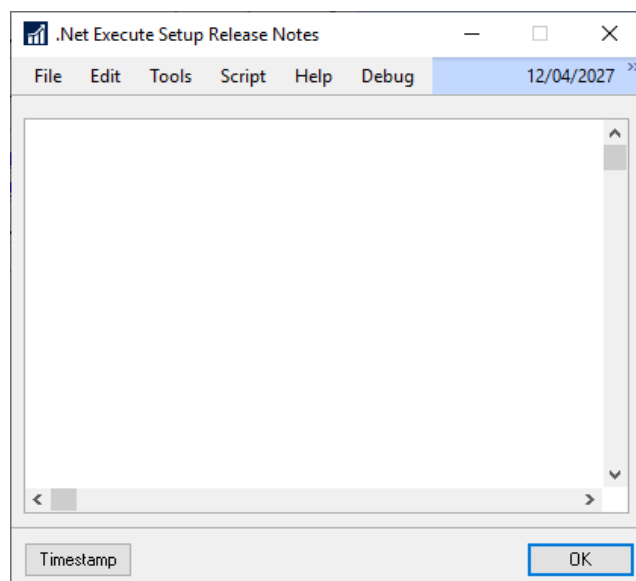 .Net Execute Setup Release Notes
File Edit Tools Script Help Debug 12/04/2027
Timestamp OK